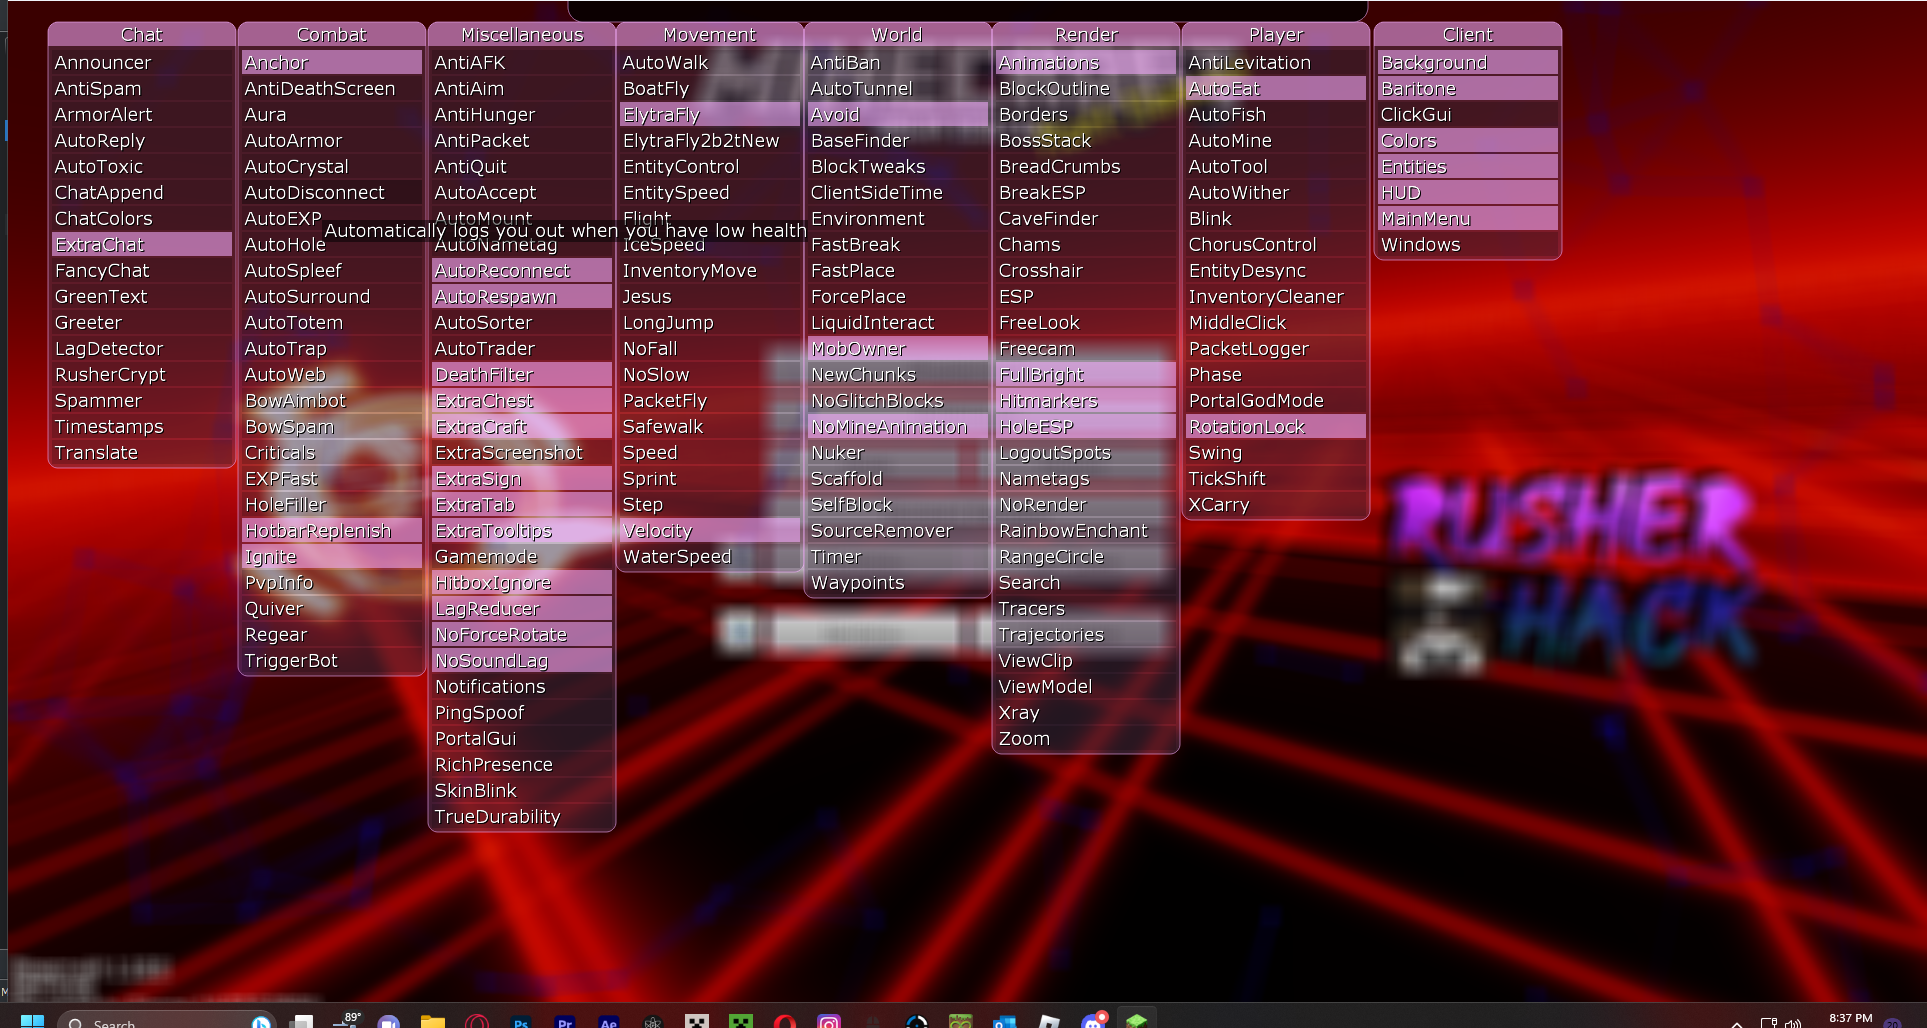 Chat
Announcer
AntiSpam
ArmorAlert
AutoReply
AutoToxic
ChatAppend
ChatColors
ExtraChat
FancyChat
GreenText
Greeter
LagDetector
RusherCrypt
Spammer
Timestamps
Translate
Combat
Anchor
AntiDeathScreen
Aura
AutoArmor
AutoCrystal
AutoDisconnect
AutoEXP
AutoHole
AutoSpleef
AutoSurround
AutoTotem
AutoTrap
AutoWeb
BowAimbot
BowSpam
Criticals
EXPFast
HoleFiller
HotbarReplenish
Ignite
PvpInfo
Quiver
Regear
TriggerBot
Automatically logs you out when you have low health
Miscellaneous
AntiAFK
AntiAim
AntiHunger
AntiPacket
AntiQuit
AutoAccept
AutoMount
AutoNametag
AutoReconnect
AutoRespawn
AutoSorter
AutoTrader
DeathFilter
ExtraChest
ExtraCraft
ExtraScreenshot
ExtraSign
ExtraTab
ExtraTooltips
Gamemode
HitboxIgnore
LagReducer
NoForceRotate
NoSoundLag
Notifications
PingSpoof
PortalGui
RichPresence
SkinBlink
TrueDurability
Movement
AutoWalk
BoatFly
ElytraFly
ElytraFly2b2tNew
EntityControl
EntitySpeed
Flight
IceSpeed
InventoryMove
Jesus
LongJump
NoFall
NoSlow
PacketFly
Safewalk
Speed
Sprint
Step
Velocity
WaterSpeed
World
AntiBan
AutoTunnel
Avoid
BaseFinder
BlockTweaks
ClientSideTime
Environment
FastBreak
FastPlace
ForcePlace
LiquidInteract
MobOwner
NewChunks
NoGlitchBlocks
NoMineAnimation
Nuker
Scaffold
SelfBlock
SourceRemover
Timer
Waypoints
Render
Animations
BlockOutline
Borders
BossStack
BreadCrumbs
BreakESP
CaveFinder
Chams
Crosshair
ESP
FreeLook
Freecam
FullBright
Hitmarkers
HoleESP
LogoutSpots
Nametags
NoRender
RainbowEnchant
RangeCircle
Search
Tracers
Trajectories
ViewClip
ViewModel
Xray
Zoom
Player
AntiLevitation
AutoEat
AutoFish
AutoMine
AutoTool
AutoWither
Blink
ChorusControl
EntityDesync
InventoryCleaner
MiddleClick
PacketLogger
Phase
PortalGodMode
RotationLock
Swing
TickShift
XCarry
Client
Background
Baritone
ClickGui
Colors
Entities
HUD
MainMenu
Windows
MINECRAFT
RUSHER
HACK
Search
89°
Ps
Pr
Ae
8:37 PM
20